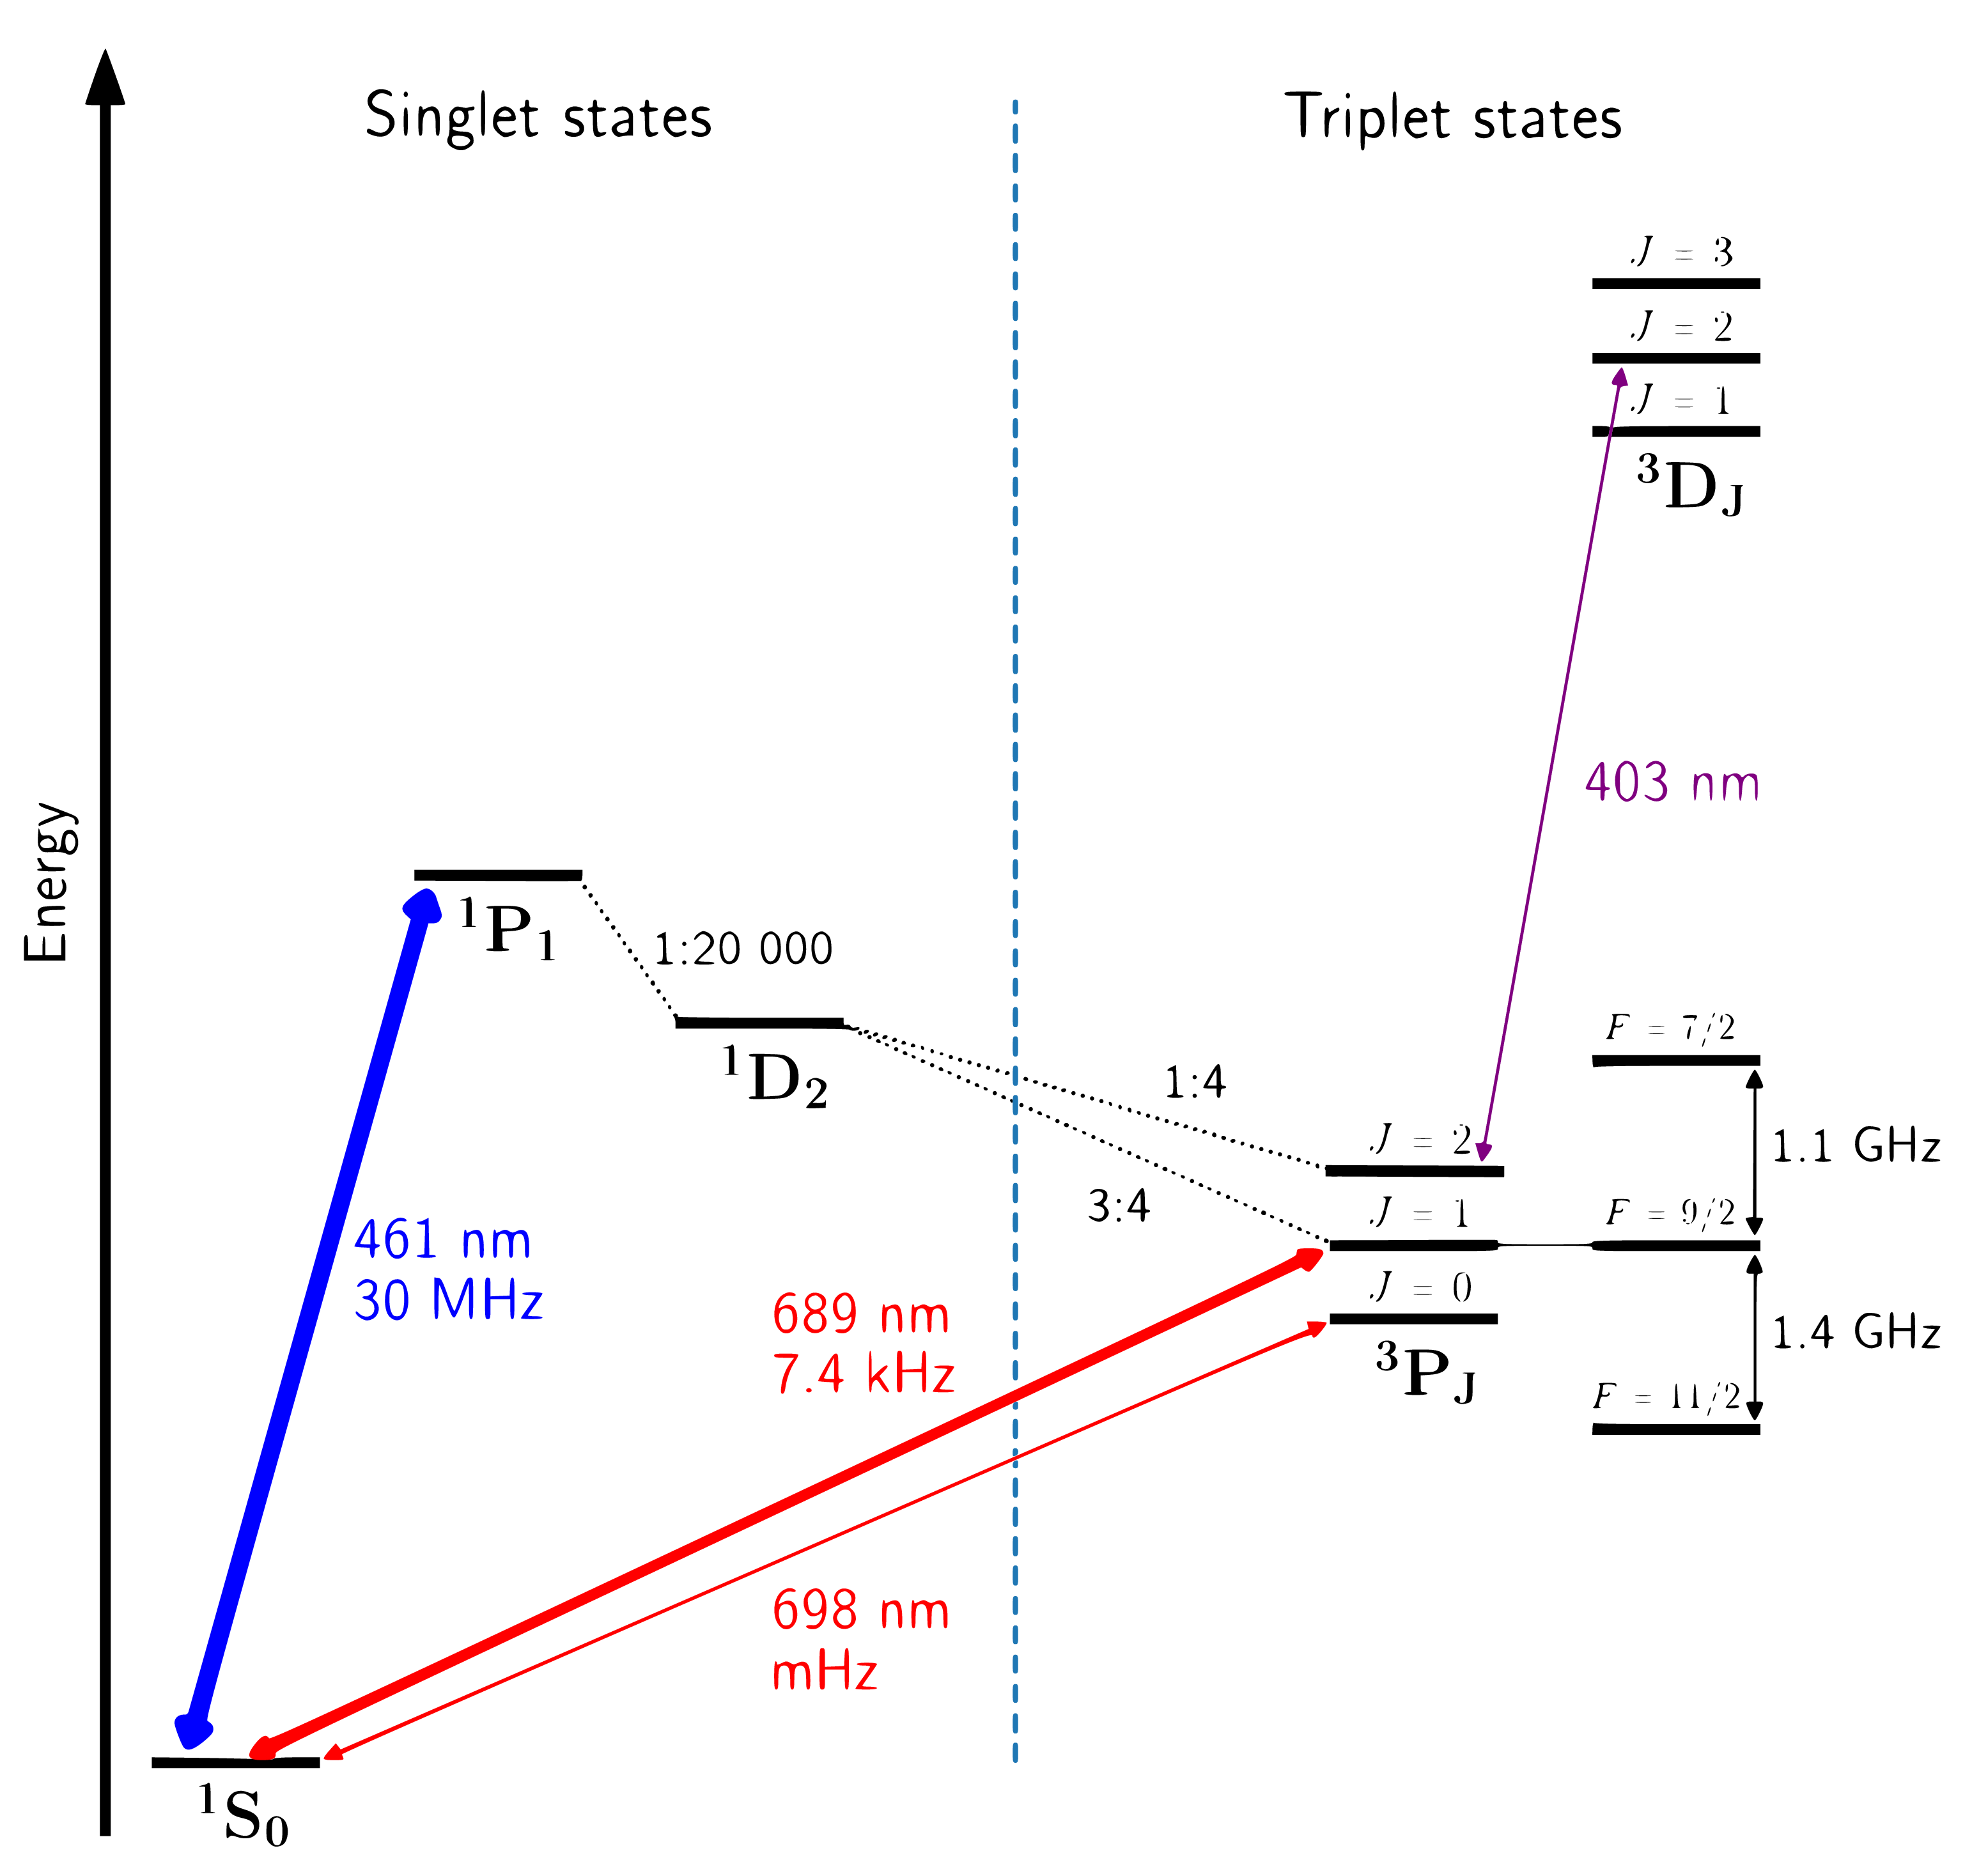 Singlet states
Triplet states
J = 3
J = 2
J = 1
³D_J
403 nm
Energy
¹P₁
1:20 000
¹D₂
1:4
3:4
F = 7/2
1.1 GHz
J = 2
J = 1
F = 9/2
J = 0
1.4 GHz
³P_J
F = 11/2
461 nm
30 MHz
689 nm
7.4 kHz
698 nm
mHz
¹S₀